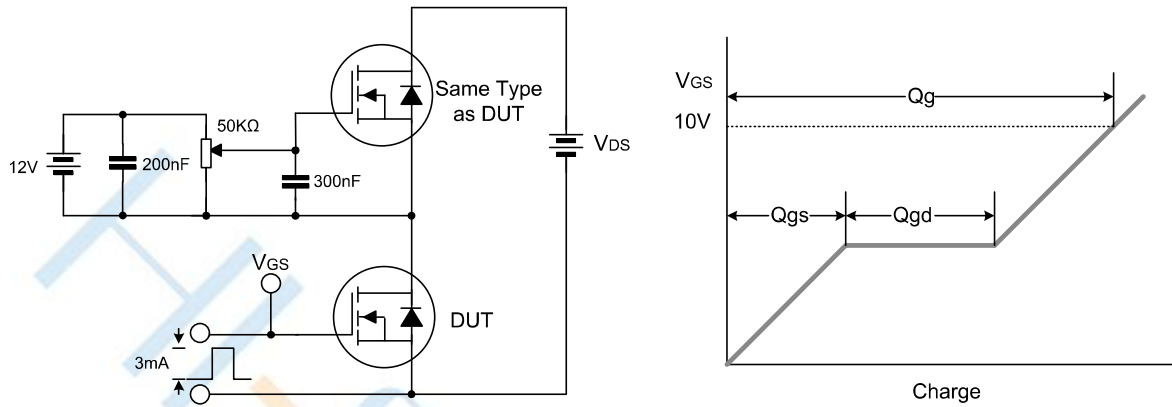 Same Type
as DUT
50KΩ
12V
200nF
300nF
VDS
VGS
DUT
3mA
VGS
10V
Qg
Qgs
Qgd
Charge